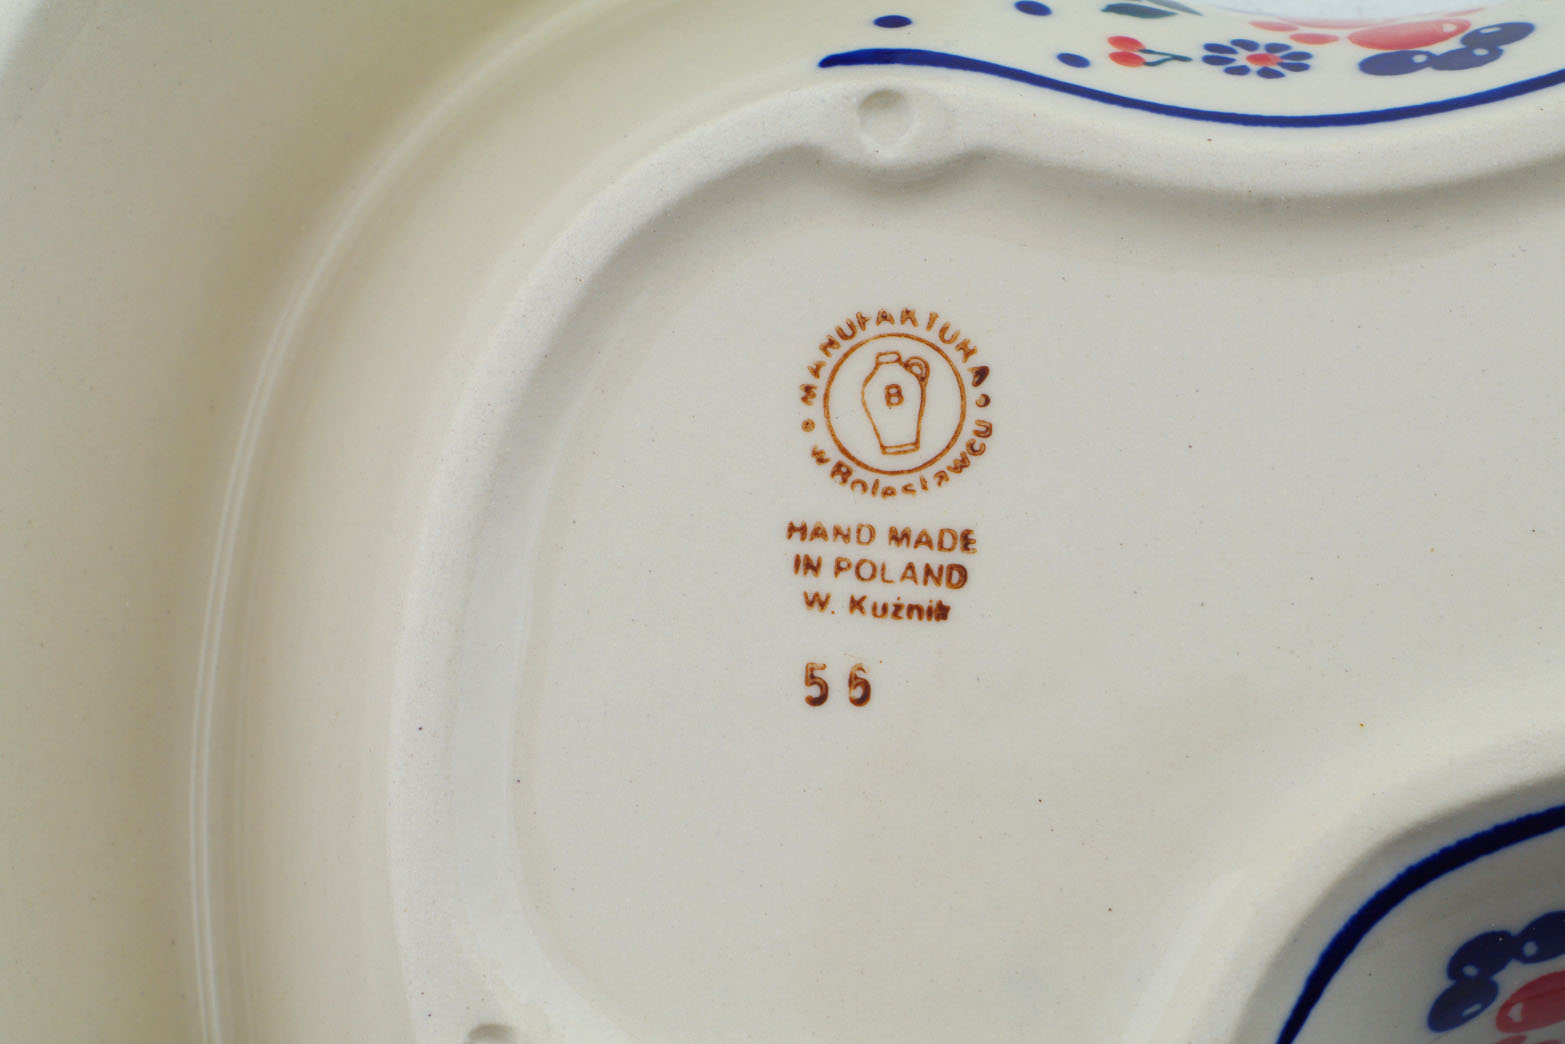 MANUFAKTURA
B
w Bolesławcu
HAND MADE
IN POLAND
W. Kuźnik
56